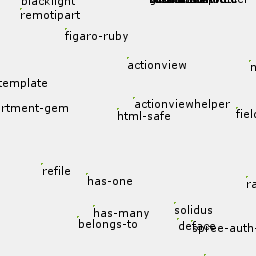 blacklight
remotipart
figaro-ruby
actionview
template
actionviewhelper
rtment-gem
html-safe
field
refile
has-one
ra
has-many
solidus
belongs-to
deface
spree-auth-